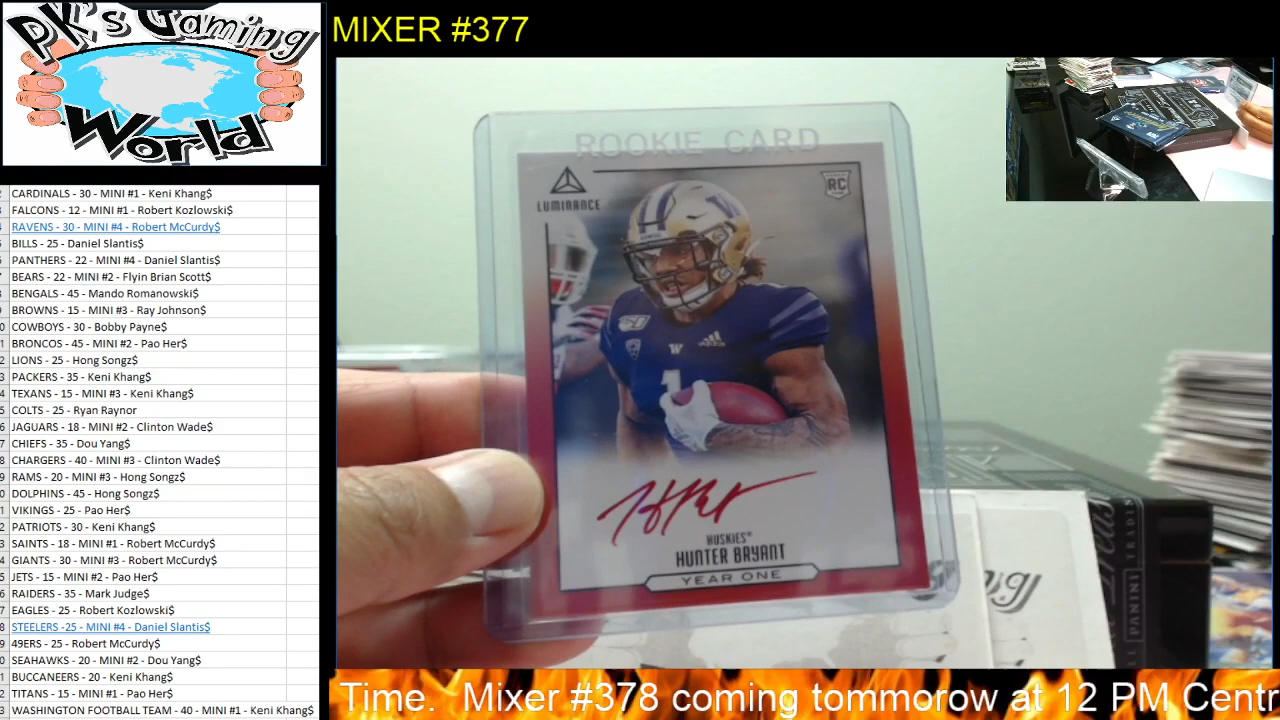 PK's Gaming
World
MIXER #377
CARDINALS - 30 - MINI #1 - Keni Khang$
FALCONS - 12 - MINI #1 - Robert Kozlowski$
RAVENS - 30 - MINI #4 - Robert McCurdy$
BILLS - 25 - Daniel Slantis$
PANTHERS - 22 - MINI #4 - Daniel Slantis$
BEARS - 22 - MINI #2 - Flyin Brian Scott$
BENGALS - 45 - Mando Romanowski$
BROWNS - 15 - MINI #3 - Ray Johnson$
COWBOYS - 30 - Bobby Payne$
BRONCOS - 45 - MINI #2 - Pao Her$
LIONS - 25 - Hong Songz$
PACKERS - 35 - Keni Khang$
TEXANS - 15 - MINI #3 - Keni Khang$
COLTS - 25 - Ryan Raynor
JAGUARS - 18 - MINI #2 - Clinton Wade$
CHIEFS - 35 - Dou Yang$
CHARGERS - 40 - MINI #3 - Clinton Wade$
RAMS - 20 - MINI #3 - Hong Songz$
DOLPHINS - 45 - Hong Songz$
VIKINGS - 25 - Pao Her$
PATRIOTS - 30 - Keni Khang$
SAINTS - 18 - MINI #1 - Robert McCurdy$
GIANTS - 30 - MINI #3 - Robert McCurdy$
JETS - 15 - MINI #2 - Pao Her$
RAIDERS - 35 - Mark Judge$
EAGLES - 25 - Robert Kozlowski$
STEELERS -25 - MINI #4 - Daniel Slantis$
49ERS - 25 - Robert McCurdy$
SEAHAWKS - 20 - MINI #2 - Dou Yang$
BUCCANEERS - 20 - Keni Khang$
TITANS - 15 - MINI #1 - Pao Her$
WASHINGTON FOOTBALL TEAM - 40 - MINI #1 - Keni Khang$
ROOKIE CARD
LUMINANCE
RC
150
W
1
HUSKIES
HUNTER BRYANT
YEAR ONE
PANINI
Time. Mixer #378 coming tommorow at 12 PM Centr